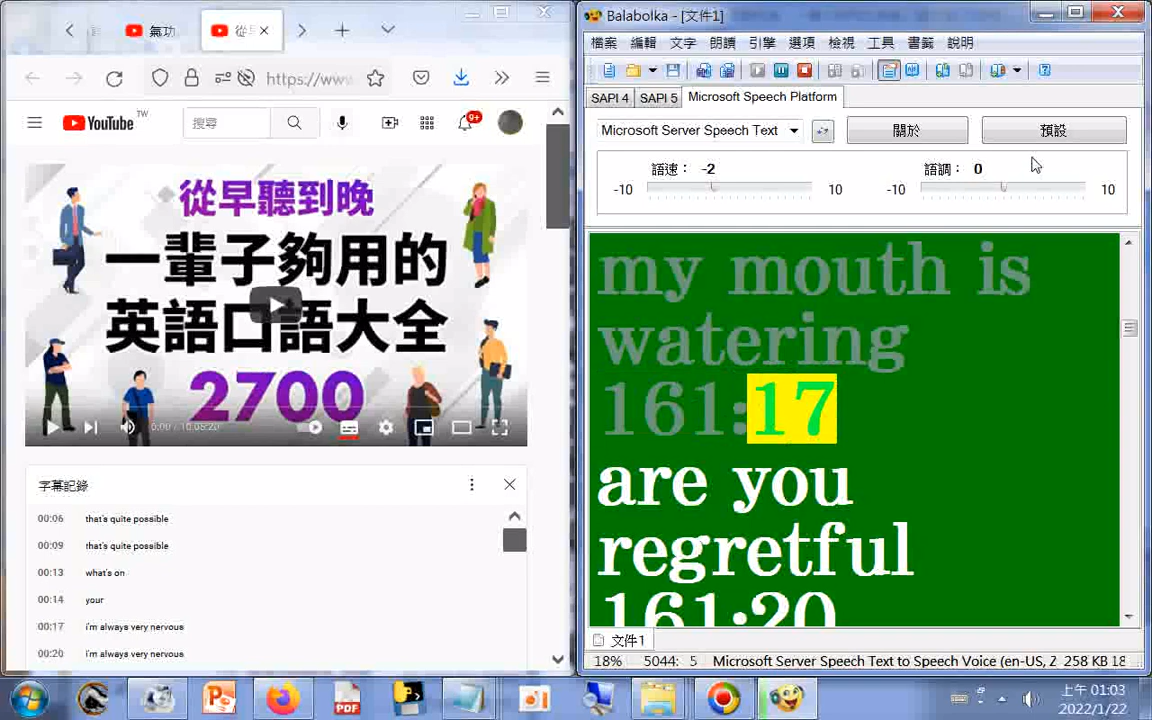 氣功
從
https://www
YouTube TW
搜尋
9+
從早聽到晚
一輩子夠用的
英語口語大全
2700
0:00 / 10:05:20
字幕記錄
00:06 that's quite possible
00:09 that's quite possible
00:13 what's on
00:14 your
00:17 i'm always very nervous
00:20 i'm always very nervous
Balabolka - [文件1]
檔案 編輯 文字 朗讀 引擎 選項 檢視 工具 書籤 說明
SAPI 4 SAPI 5 Microsoft Speech Platform
Microsoft Server Speech Text 關於 預設
語速： -2 語調： 0
-10 10 -10 10
my mouth is
watering
161:17
are you
regretful
161:20
文件1
18% 5044: 5 Microsoft Server Speech Text to Speech Voice (en-US, 2 258 KB 18
PDF
上午 01:03
2022/1/22